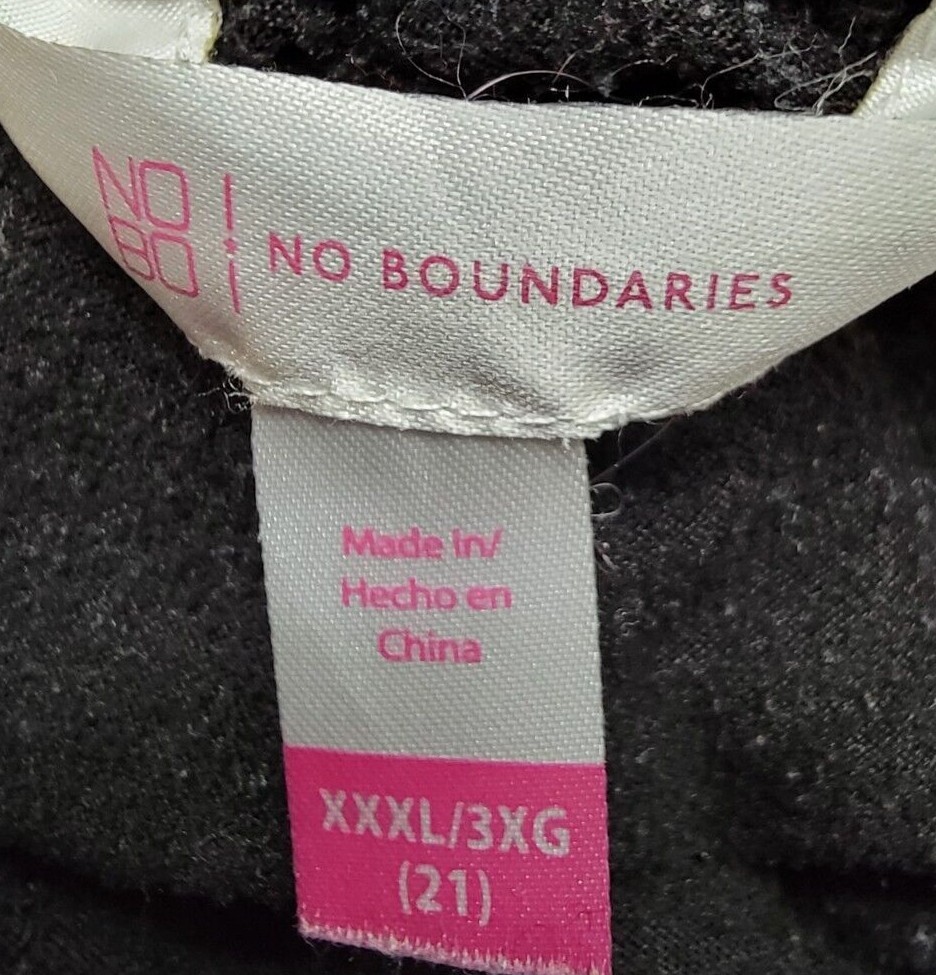 NO
BO
NO BOUNDARIES
Made in/
Hecho en
China
XXXL/3XG
(21)